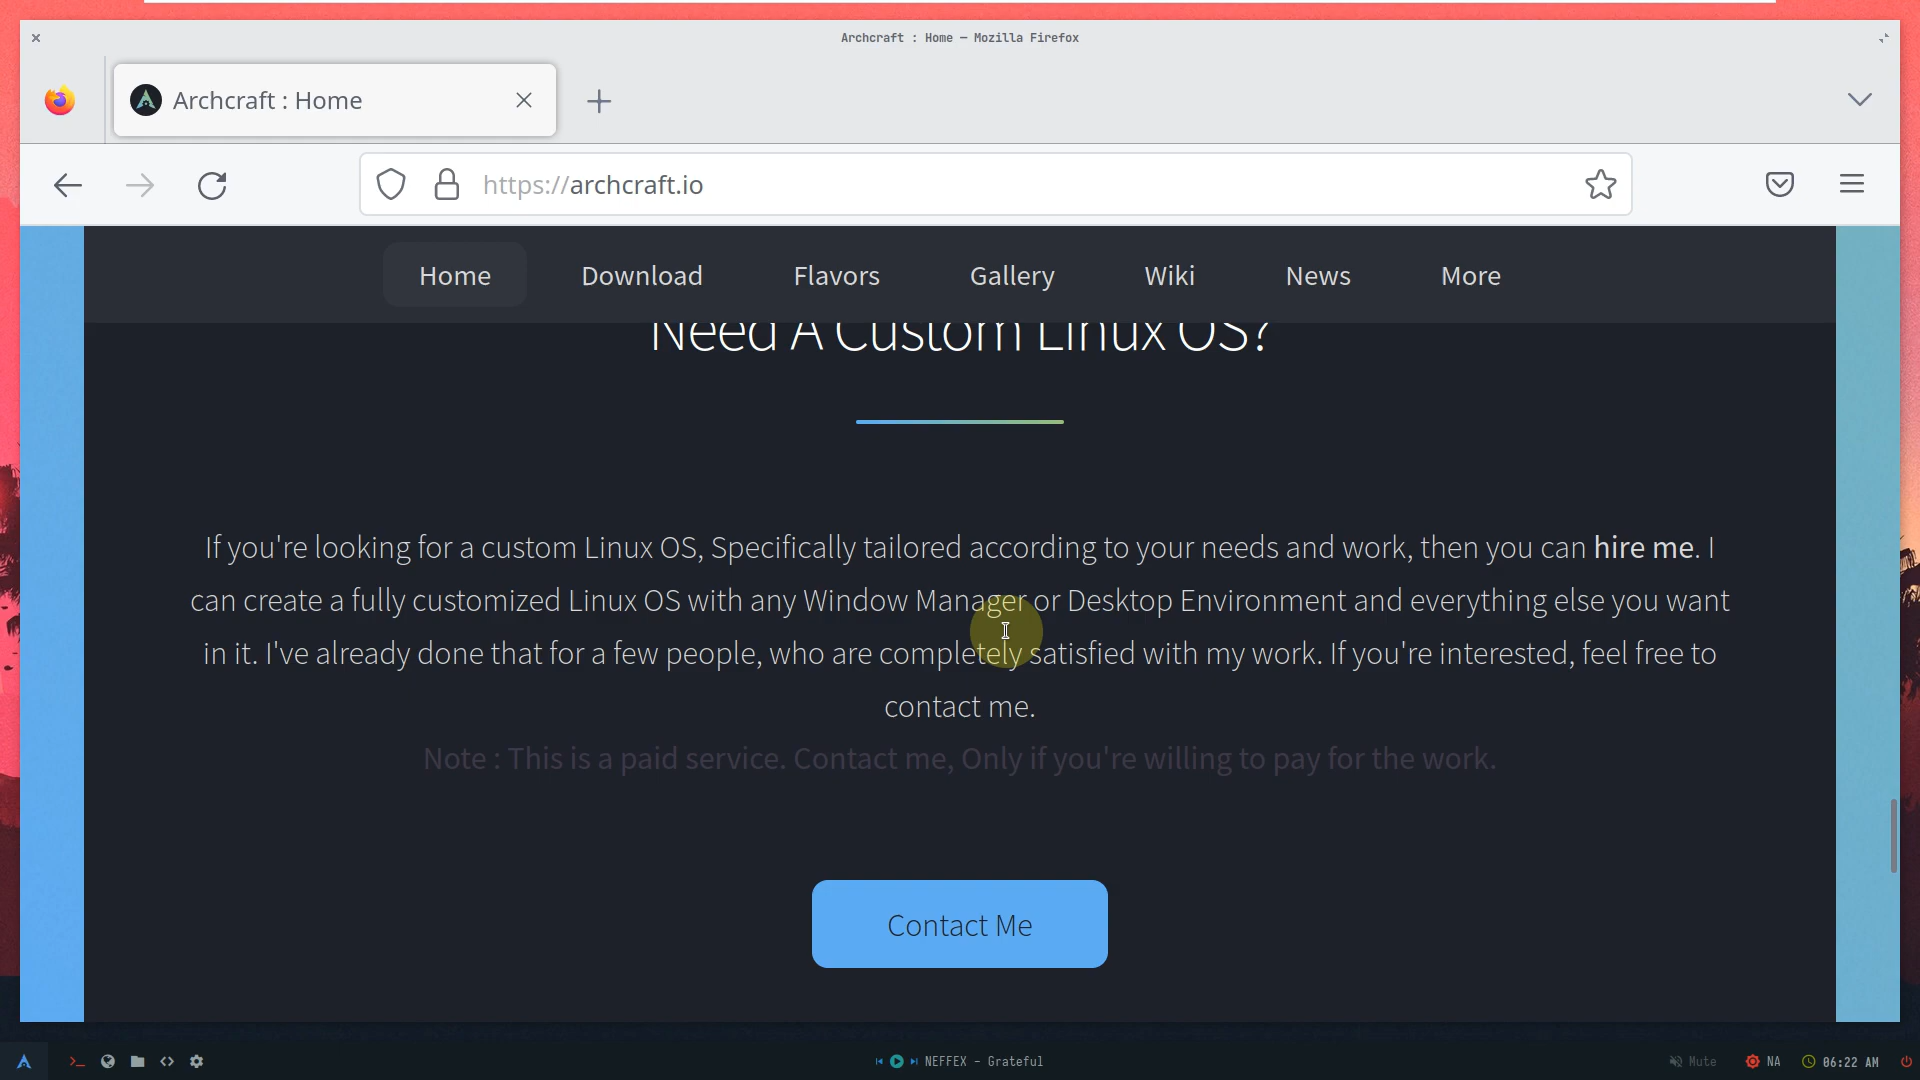 Archcraft : Home — Mozilla Firefox
Archcraft : Home
https://archcraft.io
Home Download Flavors Gallery Wiki News More
Need A Custom Linux OS?
If you're looking for a custom Linux OS, Specifically tailored according to your needs and work, then you can hire me. I
can create a fully customized Linux OS with any Window Manager or Desktop Environment and everything else you want
in it. I've already done that for a few people, who are completely satisfied with my work. If you're interested, feel free to
contact me.
Note : This is a paid service. Contact me, Only if you're willing to pay for the work.
Contact Me
NEFFEX - Grateful
Mute NA 06:22 AM